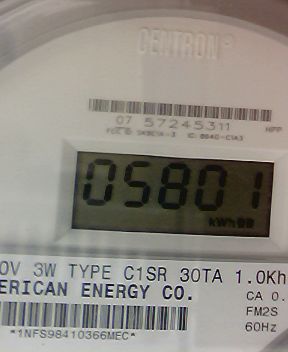 CENTRON®
07 57245311
HPP
05801
kWh
0V 3W TYPE C1SR 30TA 1.0Kh
ERICAN ENERGY CO.
CA 0.
FM2S
60Hz
*1NFS98410366MEC*